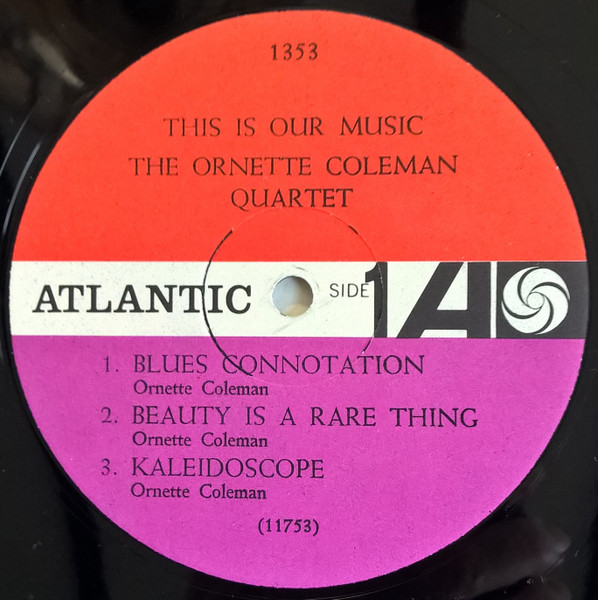 1353
THIS IS OUR MUSIC
THE ORNETTE COLEMAN
QUARTET
ATLANTIC SIDE 1 A
1. BLUES CONNOTATION
Ornette Coleman
2. BEAUTY IS A RARE THING
Ornette Coleman
3. KALEIDOSCOPE
Ornette Coleman
(11753)